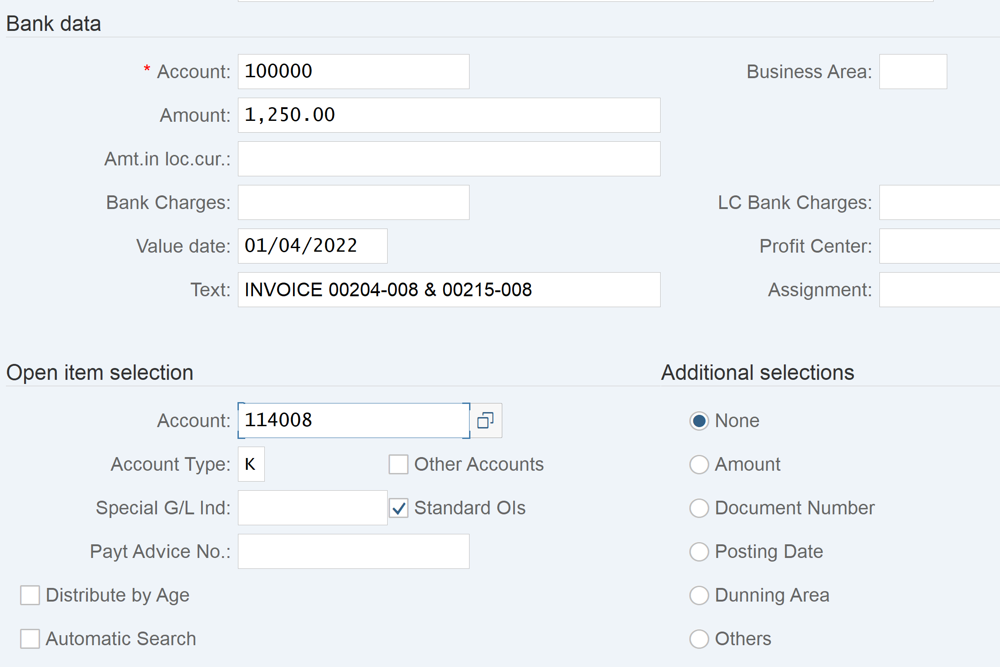 Bank data
* Account: 100000 Business Area:
Amount: 1,250.00
Amt.in loc.cur.:
Bank Charges: LC Bank Charges:
Value date: 01/04/2022 Profit Center:
Text: INVOICE 00204-008 & 00215-008 Assignment:
Open item selection Additional selections
Account: 114008 None
Account Type: K Other Accounts Amount
Special G/L Ind: Standard OIs Document Number
Payt Advice No.: Posting Date
Distribute by Age Dunning Area
Automatic Search Others